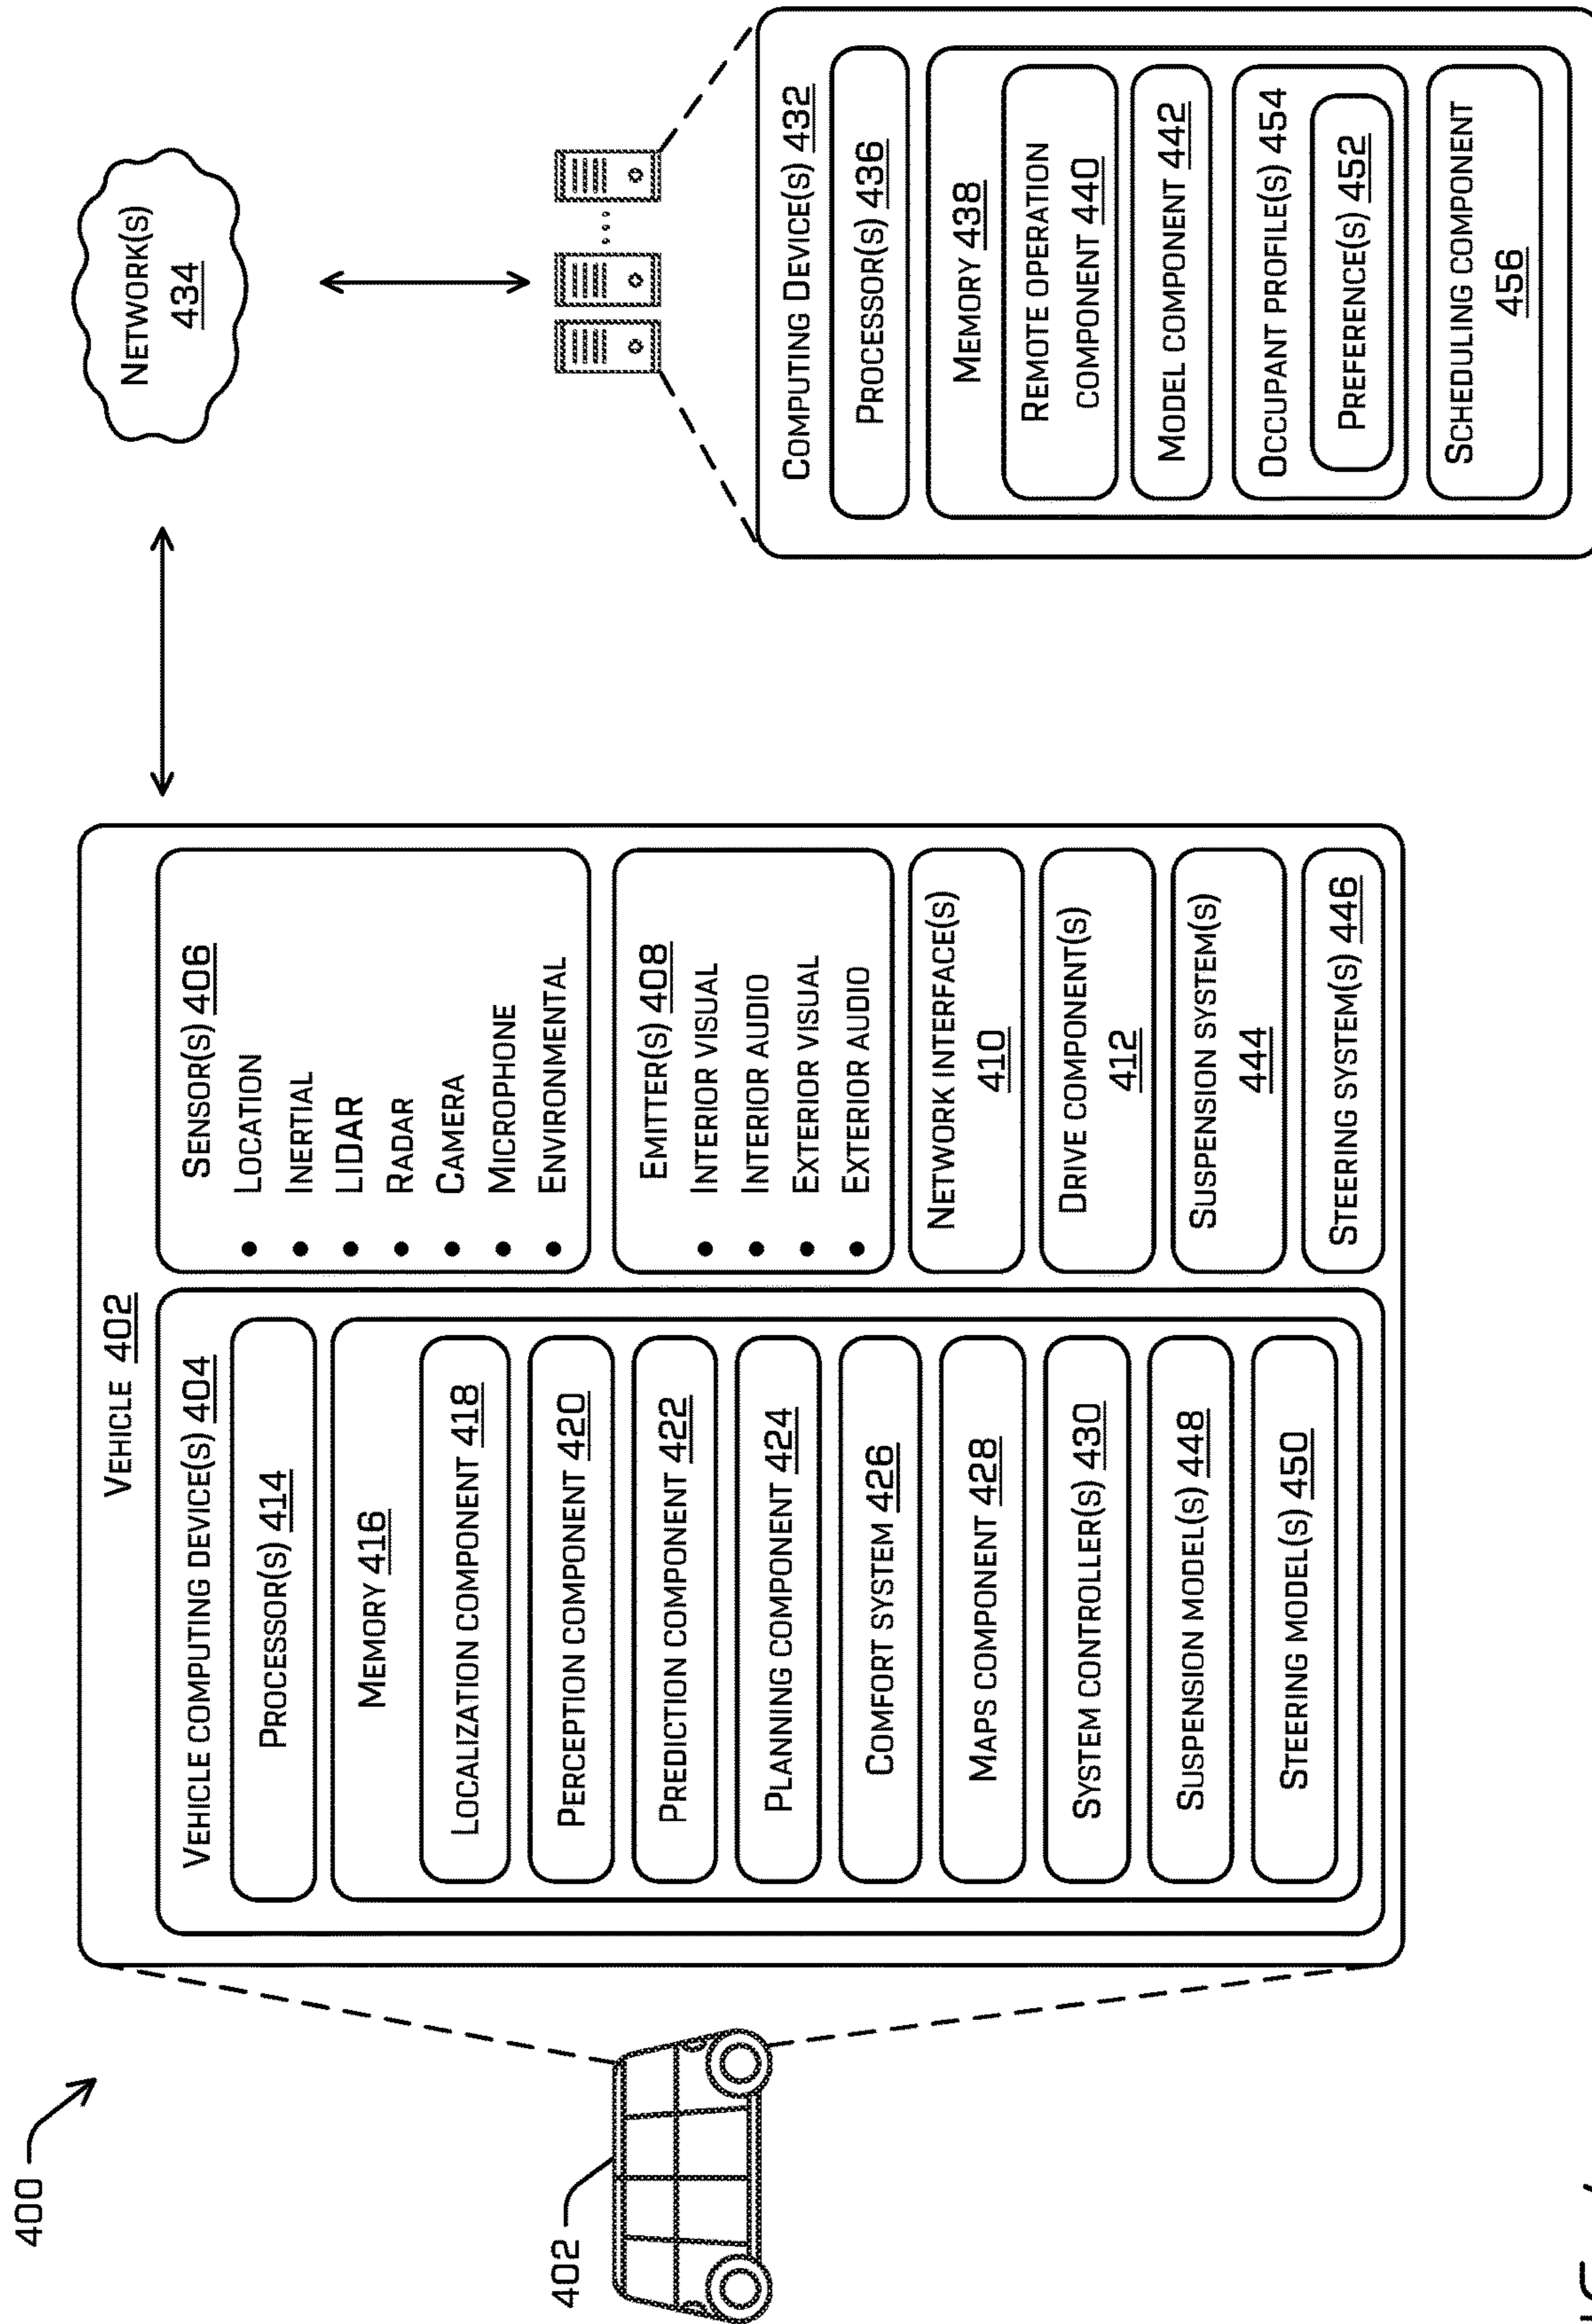 400
402
VEHICLE 402
VEHICLE COMPUTING DEVICE(S) 404
PROCESSOR(S) 414
MEMORY 416
LOCALIZATION COMPONENT 418
PERCEPTION COMPONENT 420
PREDICTION COMPONENT 422
PLANNING COMPONENT 424
COMFORT SYSTEM 426
MAPS COMPONENT 428
SYSTEM CONTROLLER(S) 430
SUSPENSION MODEL(S) 448
STEERING MODEL(S) 450
SENSOR(S) 406
• LOCATION
• INERTIAL
• LIDAR
• RADAR
• CAMERA
• MICROPHONE
• ENVIRONMENTAL
EMITTER(S) 408
• INTERIOR VISUAL
• INTERIOR AUDIO
• EXTERIOR VISUAL
• EXTERIOR AUDIO
NETWORK INTERFACE(S)
410
DRIVE COMPONENT(S)
412
SUSPENSION SYSTEM(S)
444
STEERING SYSTEM(S) 446
NETWORK(S)
434
COMPUTING DEVICE(S) 432
PROCESSOR(S) 436
MEMORY 438
REMOTE OPERATION
COMPONENT 440
MODEL COMPONENT 442
OCCUPANT PROFILE(S) 454
PREFERENCE(S) 452
SCHEDULING COMPONENT
456